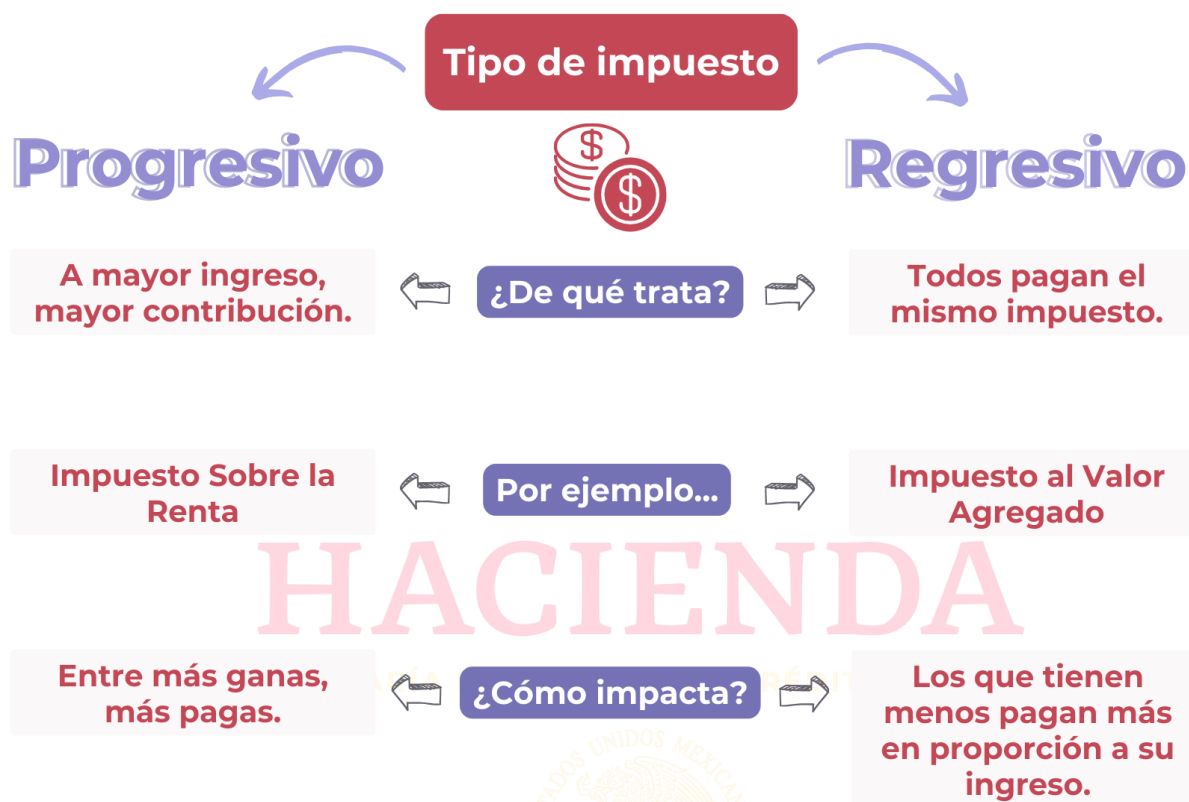 Tipo de impuesto
Progresivo
Regresivo
$
$
A mayor ingreso,
mayor contribución.
¿De qué trata?
Todos pagan el
mismo impuesto.
Impuesto Sobre la
Renta
Por ejemplo...
Impuesto al Valor
Agregado
HACIENDA
Entre más ganas,
más pagas.
¿Cómo impacta?
Los que tienen
menos pagan más
en proporción a su
ingreso.
UNIDOS